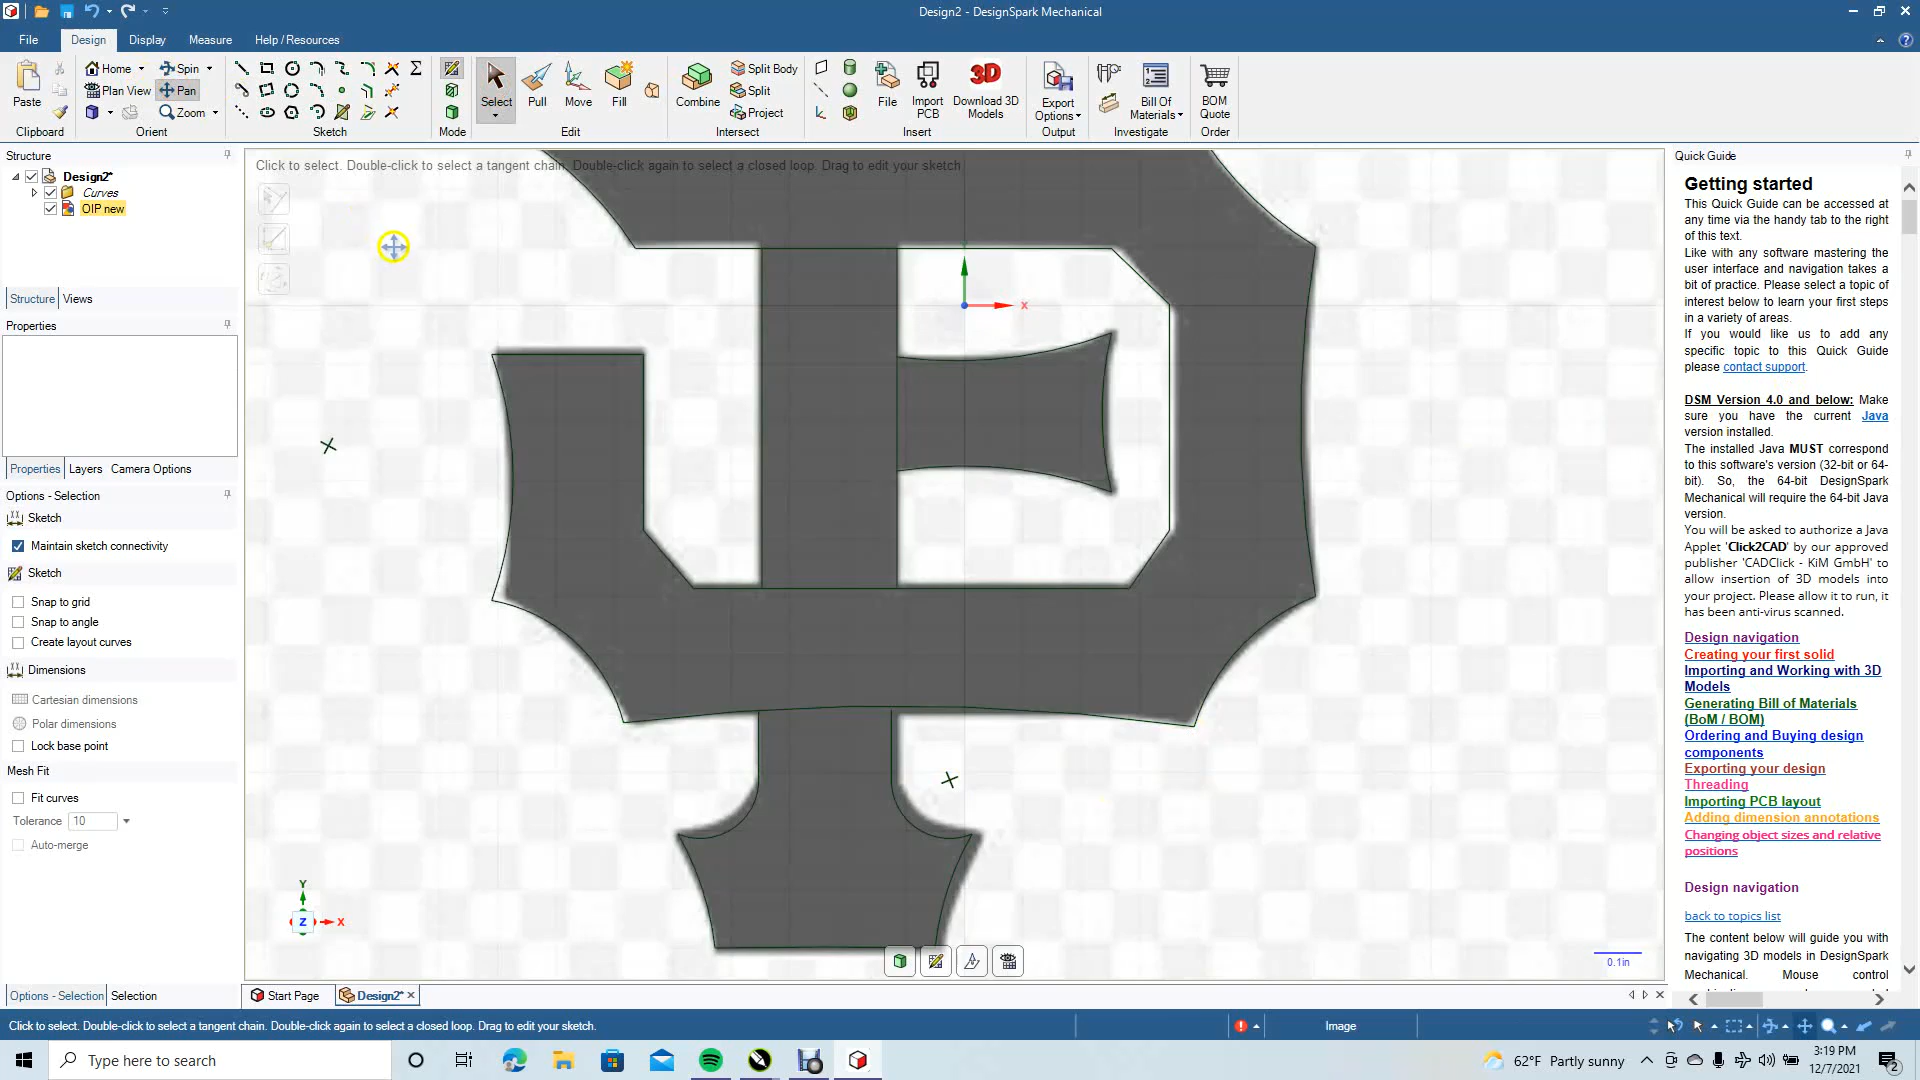 Design2 - DesignSpark Mechanical
File Design Display Measure Help / Resources
Paste
Clipboard
Home
Plan View
Spin
Pan
Zoom
Orient
Sketch
Mode
Select
Pull
Move
Fill
Edit
Combine
Split Body
Split
Project
Intersect
File
Import PCB
Download 3D Models
Insert
Export Options
Output
Bill Of Materials
Investigate
BOM Quote
Order
Structure
Design2*
Curves
OIP new
Structure Views
Properties
Properties Layers Camera Options
Options - Selection
Sketch
Maintain sketch connectivity
Sketch
Snap to grid
Snap to angle
Create layout curves
Dimensions
Cartesian dimensions
Polar dimensions
Lock base point
Mesh Fit
Fit curves
Tolerance 10
Auto-merge
Options - Selection Selection
Click to select. Double-click to select a tangent chain. Double-click again to select a closed loop. Drag to edit your sketch
Y
X
Y
Z
X
0.1in
Start Page
Design2*
Quick Guide
Getting started
This Quick Guide can be accessed at
any time via the handy tab to the right
of this text.
Like with any software mastering the
user interface and navigation takes a
bit of practice. Please select a topic of
interest below to learn your first steps
in a variety of areas.
If you would like us to add any
specific topic to this Quick Guide
please contact support.
DSM Version 4.0 and below: Make
sure you have the current Java
version installed.
The installed Java MUST correspond
to this software's version (32-bit or 64-
bit). So, the 64-bit DesignSpark
Mechanical will require the 64-bit Java
version.
You will be asked to authorize a Java
Applet 'Click2CAD' by our approved
publisher 'CADClick - KiM GmbH' to
allow insertion of 3D models into
your project. Please allow it to run, it
has been anti-virus scanned.
Design navigation
Creating your first solid
Importing and Working with 3D
Models
Generating Bill of Materials
(BoM / BOM)
Ordering and Buying design
components
Exporting your design
Threading
Importing PCB layout
Adding dimension annotations
Changing object sizes and relative
positions
Design navigation
back to topics list
The content below will guide you with
navigating 3D models in DesignSpark
Mechanical. Mouse control
Click to select. Double-click to select a tangent chain. Double-click again to select a closed loop. Drag to edit your sketch.
Image
Type here to search
62°F Partly sunny
3:19 PM
12/7/2021
2